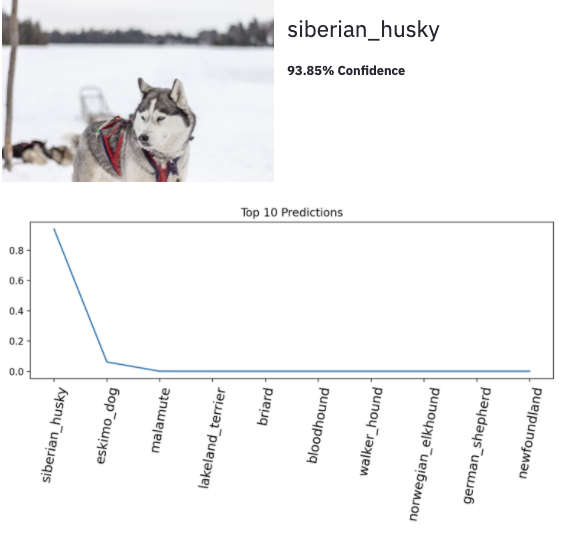 siberian_husky
93.85% Confidence
Top 10 Predictions
0.8
0.6
0.4
0.2
0.0
siberian_husky
eskimo_dog
malamute
lakeland_terrier
briard
bloodhound
walker_hound
norwegian_elkhound
german_shepherd
newfoundland